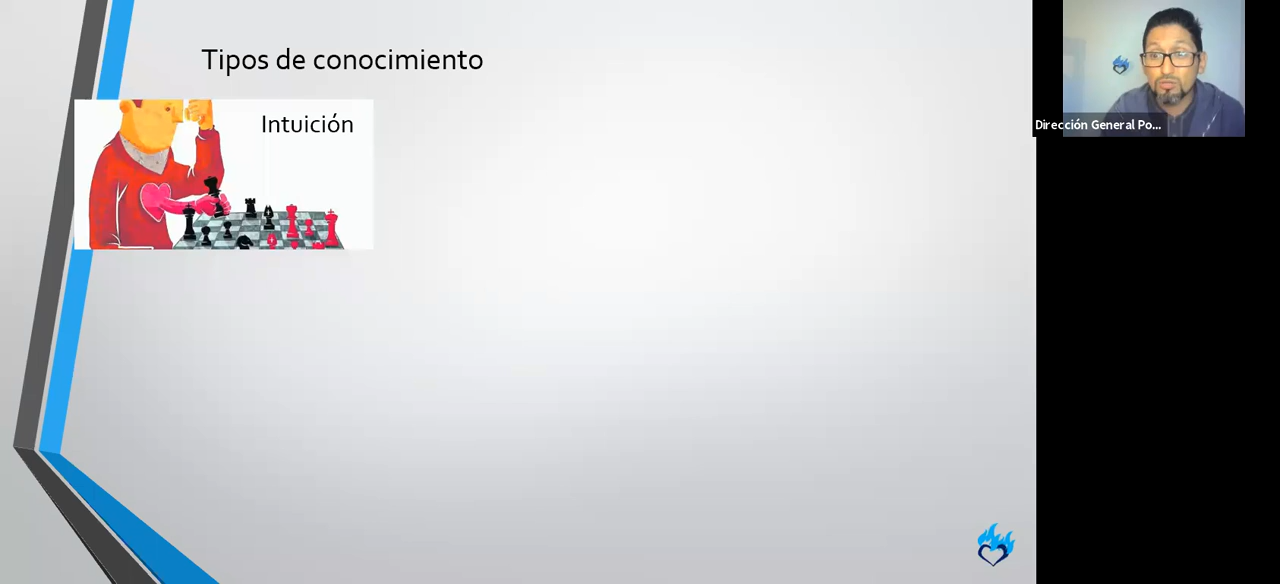 Tipos de conocimiento
Intuición
Dirección General Po...